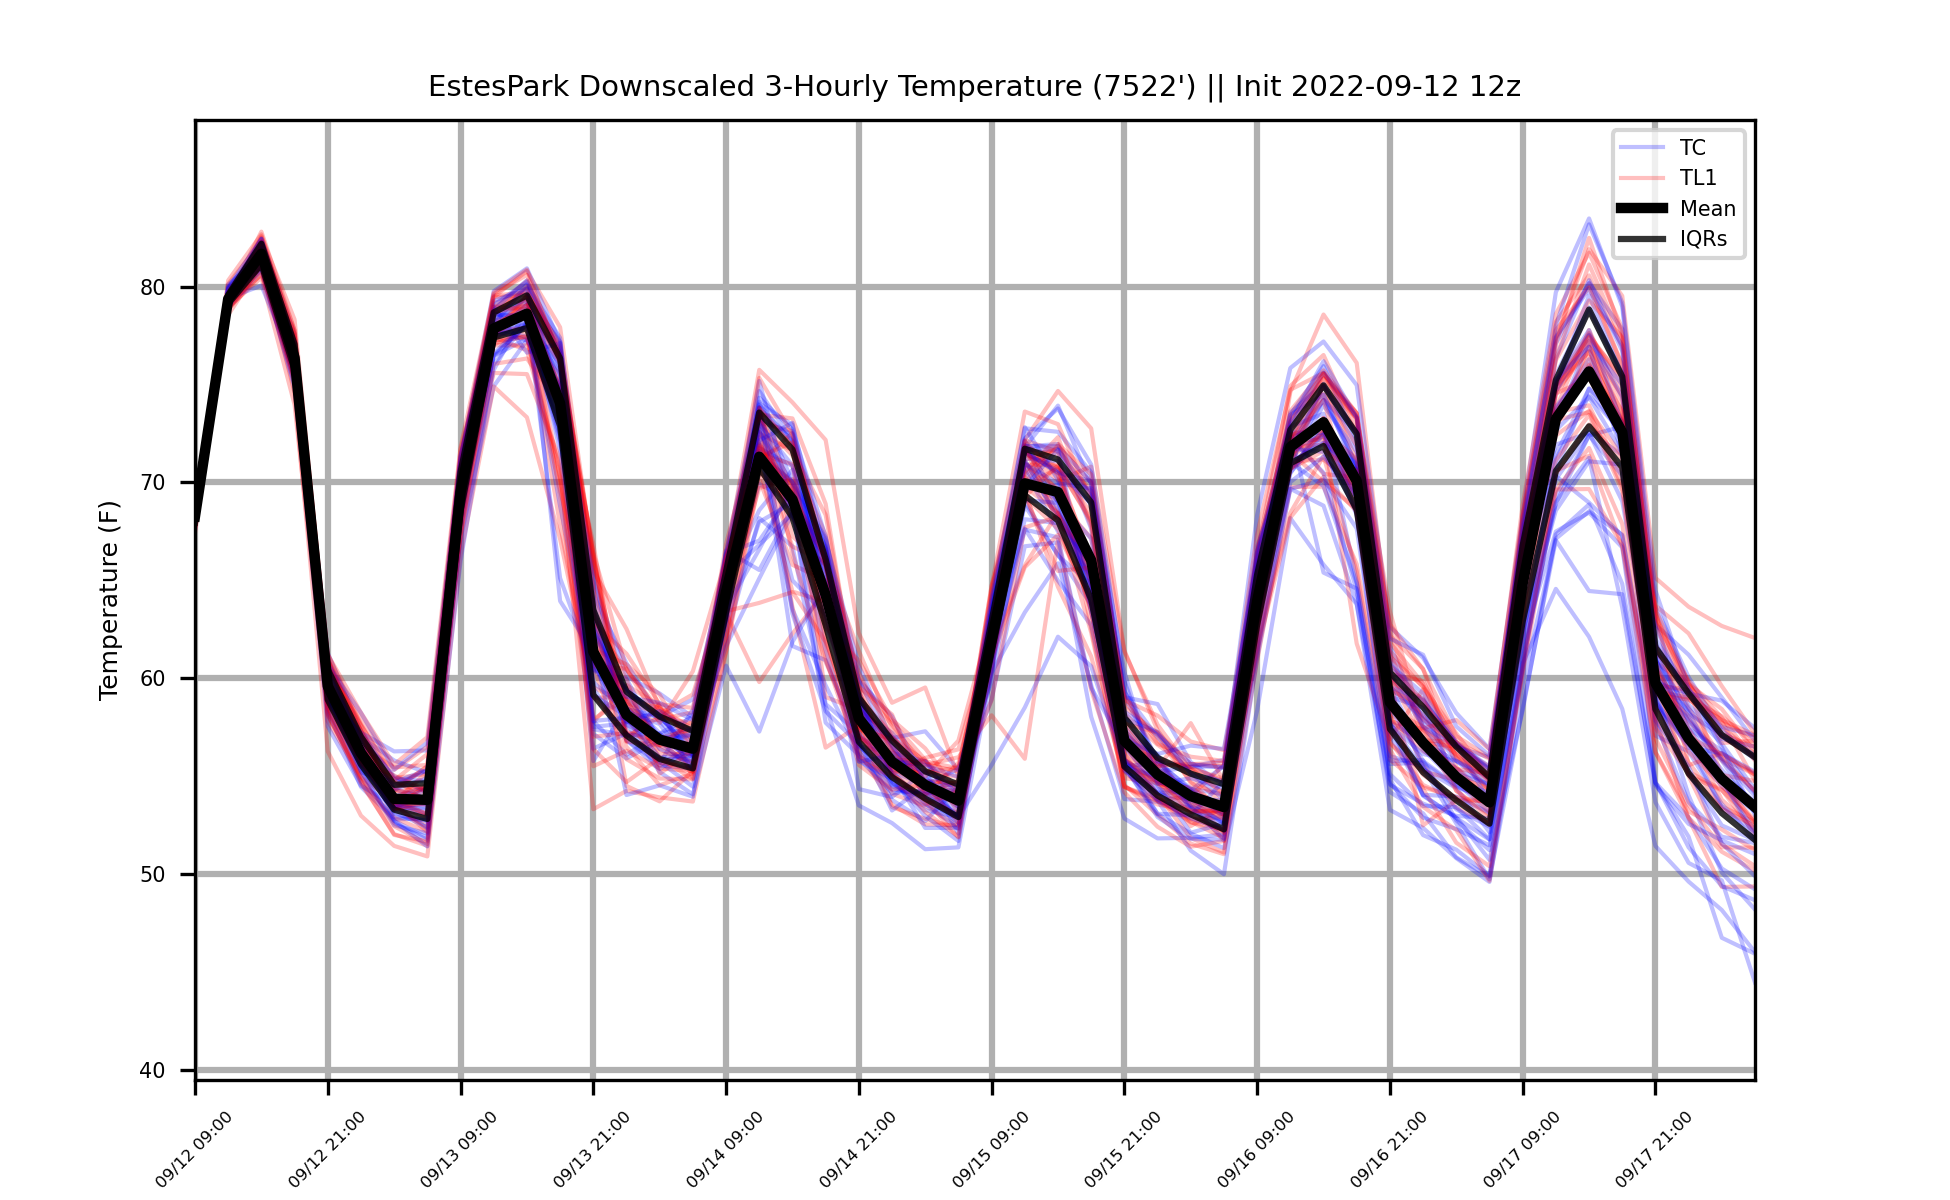 EstesPark Downscaled 3-Hourly Temperature (7522') || Init 2022-09-12 12z
TC
TL1
Mean
IQRs
Temperature (F)
80
70
60
50
40
09/12 09:00
09/12 21:00
09/13 09:00
09/13 21:00
09/14 09:00
09/14 21:00
09/15 09:00
09/15 21:00
09/16 09:00
09/16 21:00
09/17 09:00
09/17 21:00